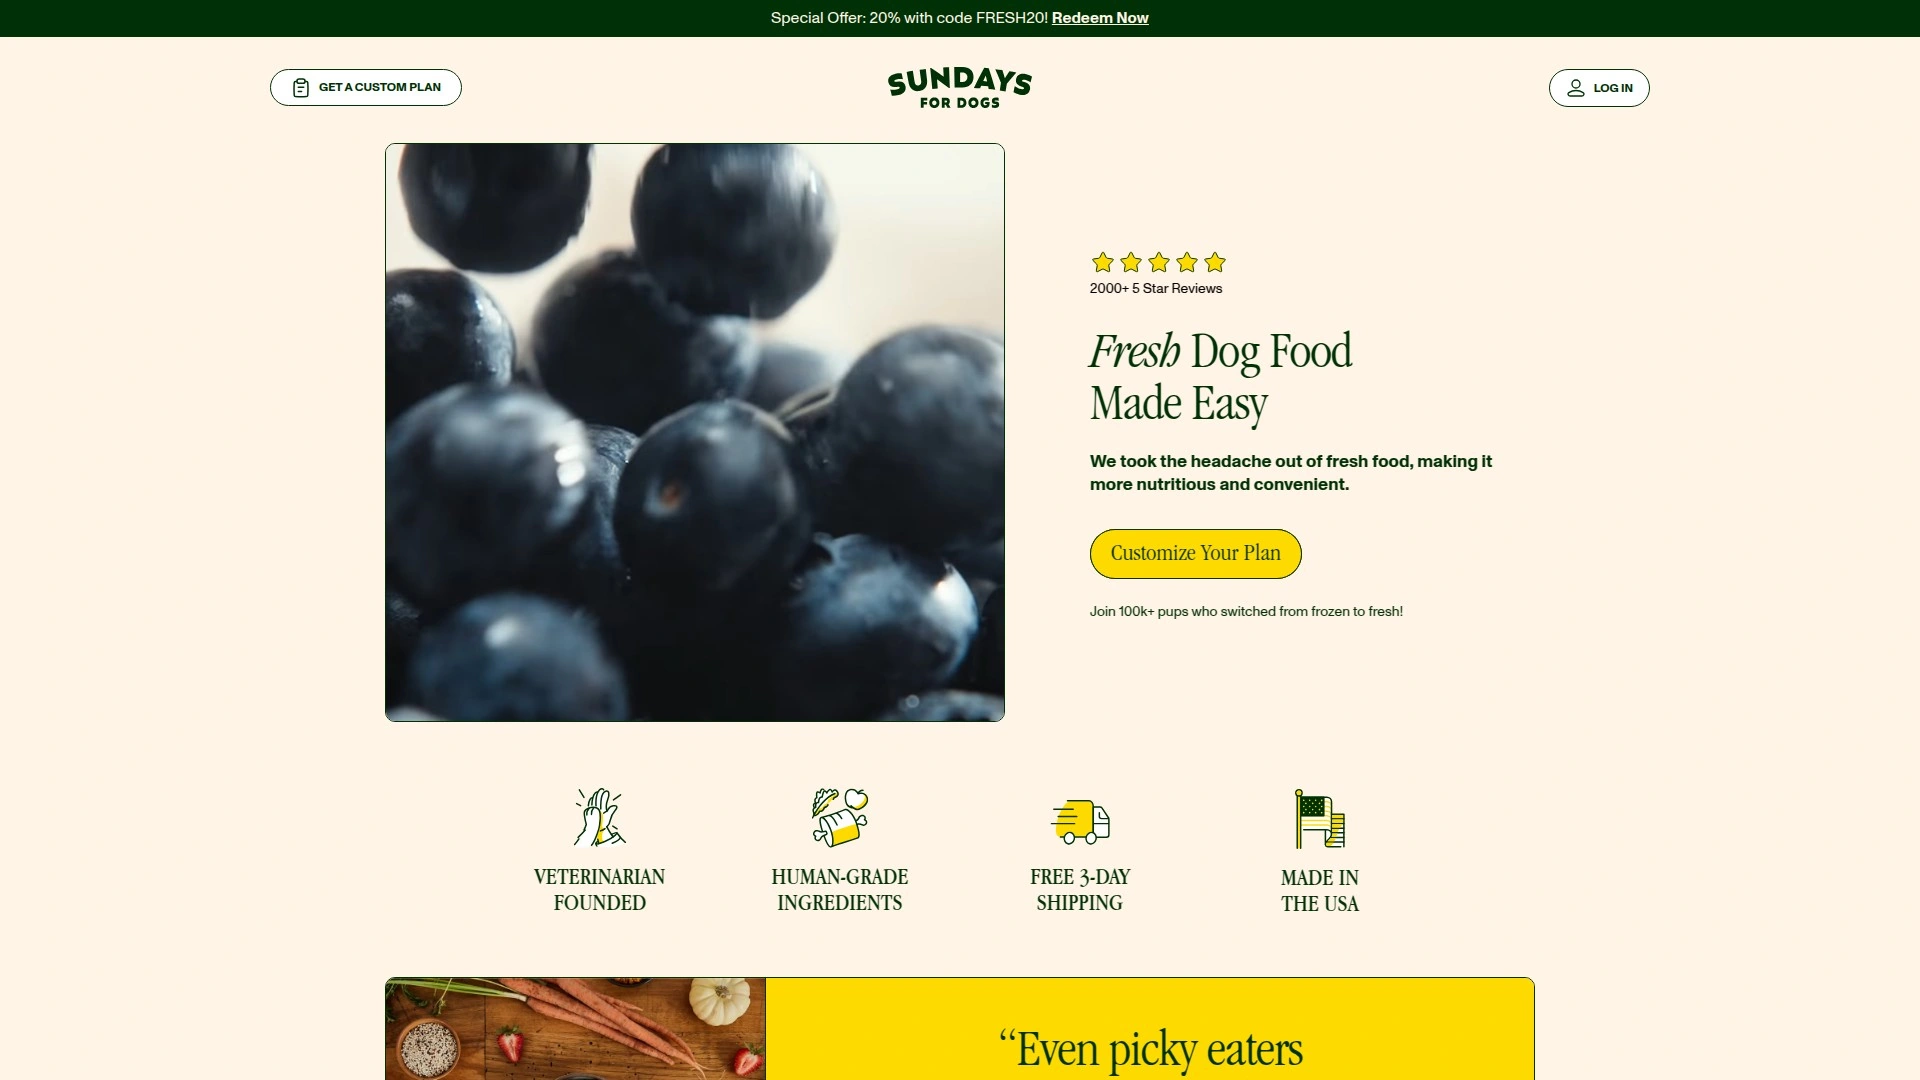 Special Offer: 20% with code FRESH20! Redeem Now
GET A CUSTOM PLAN
SUNDAYS
FOR DOGS
LOG IN
2000+ 5 Star Reviews
Fresh Dog Food
Made Easy
We took the headache out of fresh food, making it
more nutritious and convenient.
Customize Your Plan
Join 100k+ pups who switched from frozen to fresh!
VETERINARIAN
FOUNDED
HUMAN-GRADE
INGREDIENTS
FREE 3-DAY
SHIPPING
MADE IN
THE USA
“Even picky eaters